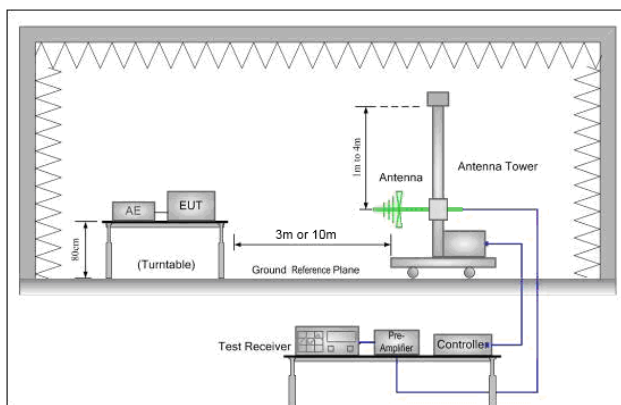 1m to 4m
Antenna
Antenna Tower
AE
EUT
80cm
3m or 10m
(Turntable)
Ground Reference Plane
Test Receiver
Pre-
Amplifier
Controlle